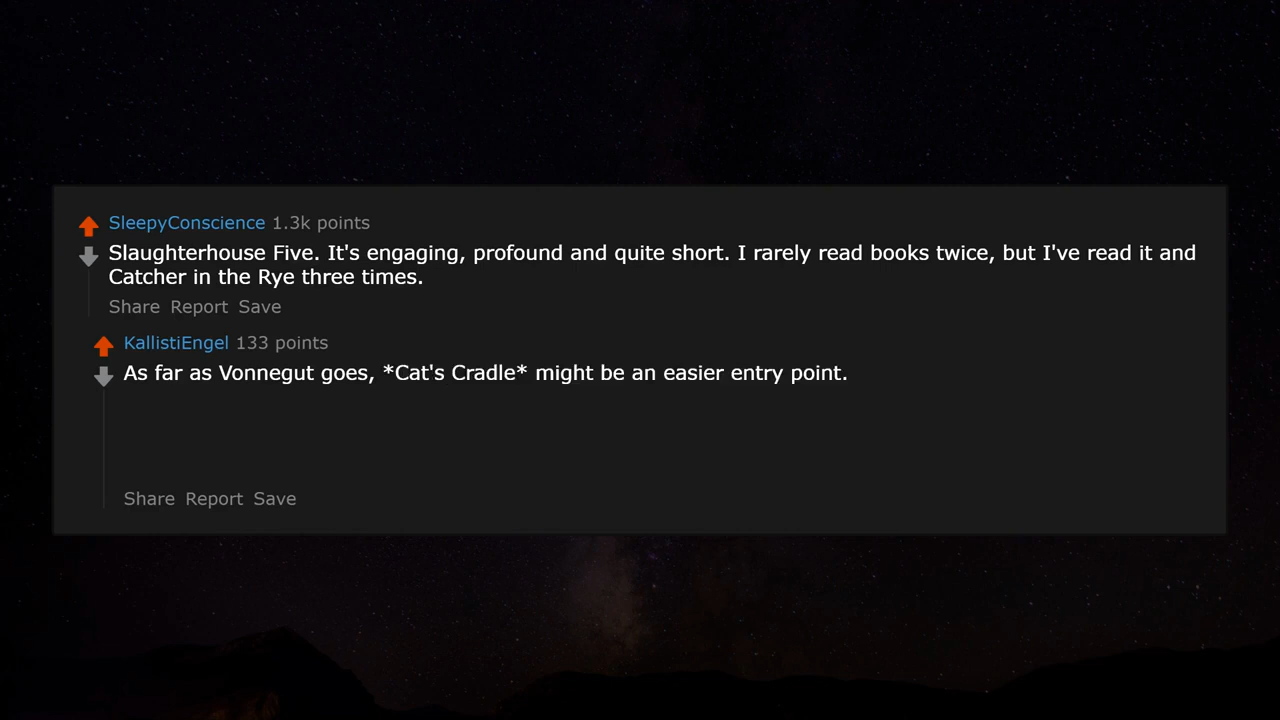 SleepyConscience 1.3k points
Slaughterhouse Five. It's engaging, profound and quite short. I rarely read books twice, but I've read it and
Catcher in the Rye three times.
Share Report Save
KallistiEngel 133 points
As far as Vonnegut goes, *Cat's Cradle* might be an easier entry point.
Share Report Save